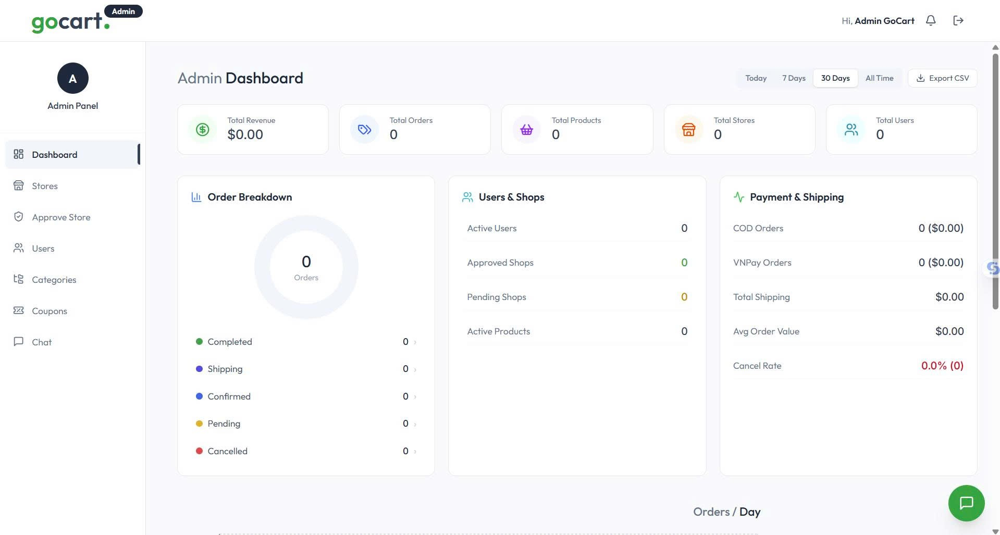 gocart.
Admin
Hi, Admin GoCart
A
Admin Panel
Dashboard
Stores
Approve Store
Users
Categories
Coupons
Chat
Admin Dashboard
Today
7 Days
30 Days
All Time
Export CSV
Total Revenue
$0.00
Total Orders
0
Total Products
0
Total Stores
0
Total Users
0
Order Breakdown
0
Orders
Completed 0
Shipping 0
Confirmed 0
Pending 0
Cancelled 0
Users & Shops
Active Users 0
Approved Shops 0
Pending Shops 0
Active Products 0
Payment & Shipping
COD Orders 0 ($0.00)
VNPay Orders 0 ($0.00)
Total Shipping $0.00
Avg Order Value $0.00
Cancel Rate 0.0% (0)
Orders / Day